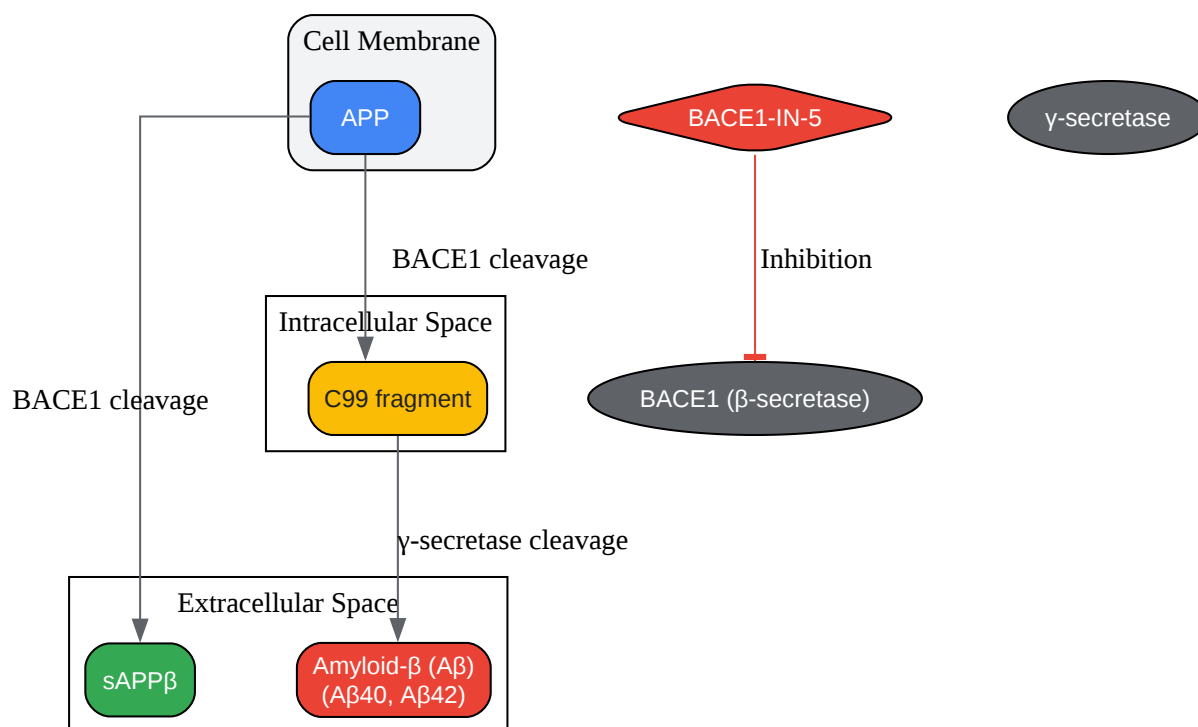 Cell Membrane
APP
BACE1-IN-5
γ-secretase
BACE1 cleavage
Inhibition
Intracellular Space
C99 fragment
BACE1 (β-secretase)
BACE1 cleavage
γ-secretase cleavage
Extracellular Space
sAPPβ
Amyloid-β (Aβ)
(Aβ40, Aβ42)